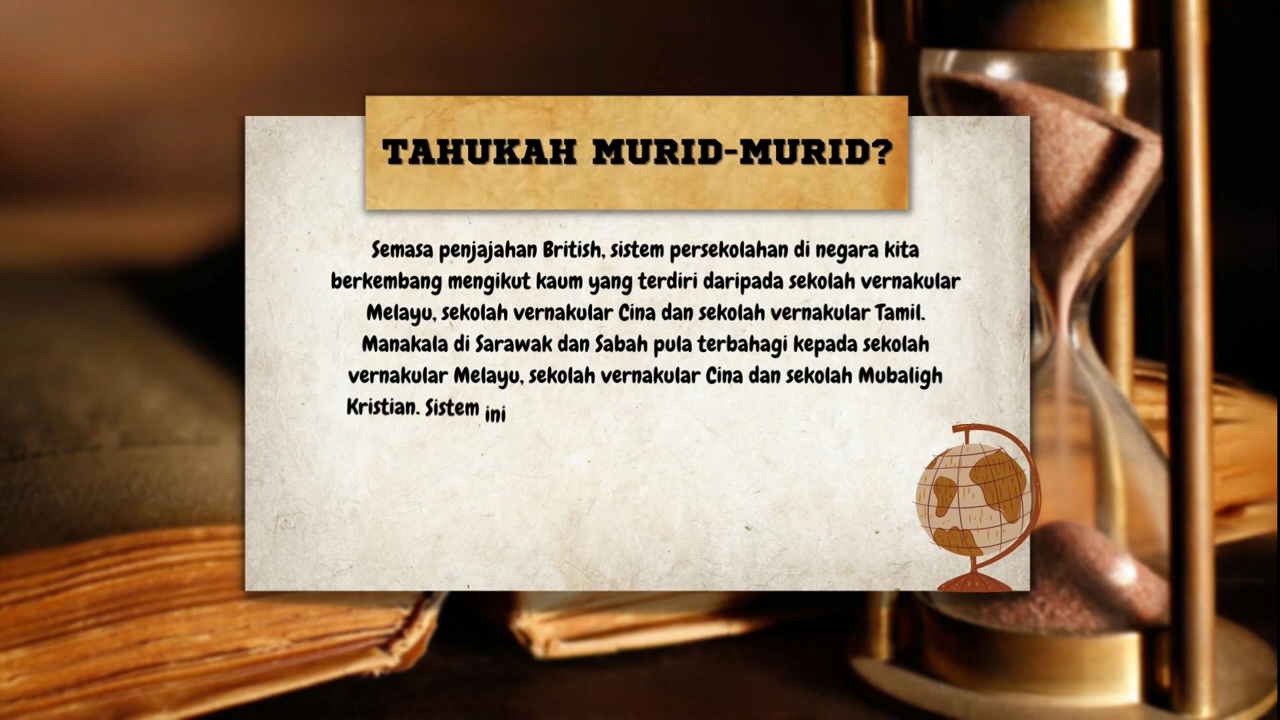 TAHUKAH MURID-MURID?
Semasa penjajahan British, sistem persekolahan di negara kita
berkembang mengikut kaum yang terdiri daripada sekolah vernakular
Melayu, sekolah vernakular Cina dan sekolah vernakular Tamil.
Manakala di Sarawak dan Sabah pula terbahagi kepada sekolah
vernakular Melayu, sekolah vernakular Cina dan sekolah Mubaligh
Kristian. Sistem ini